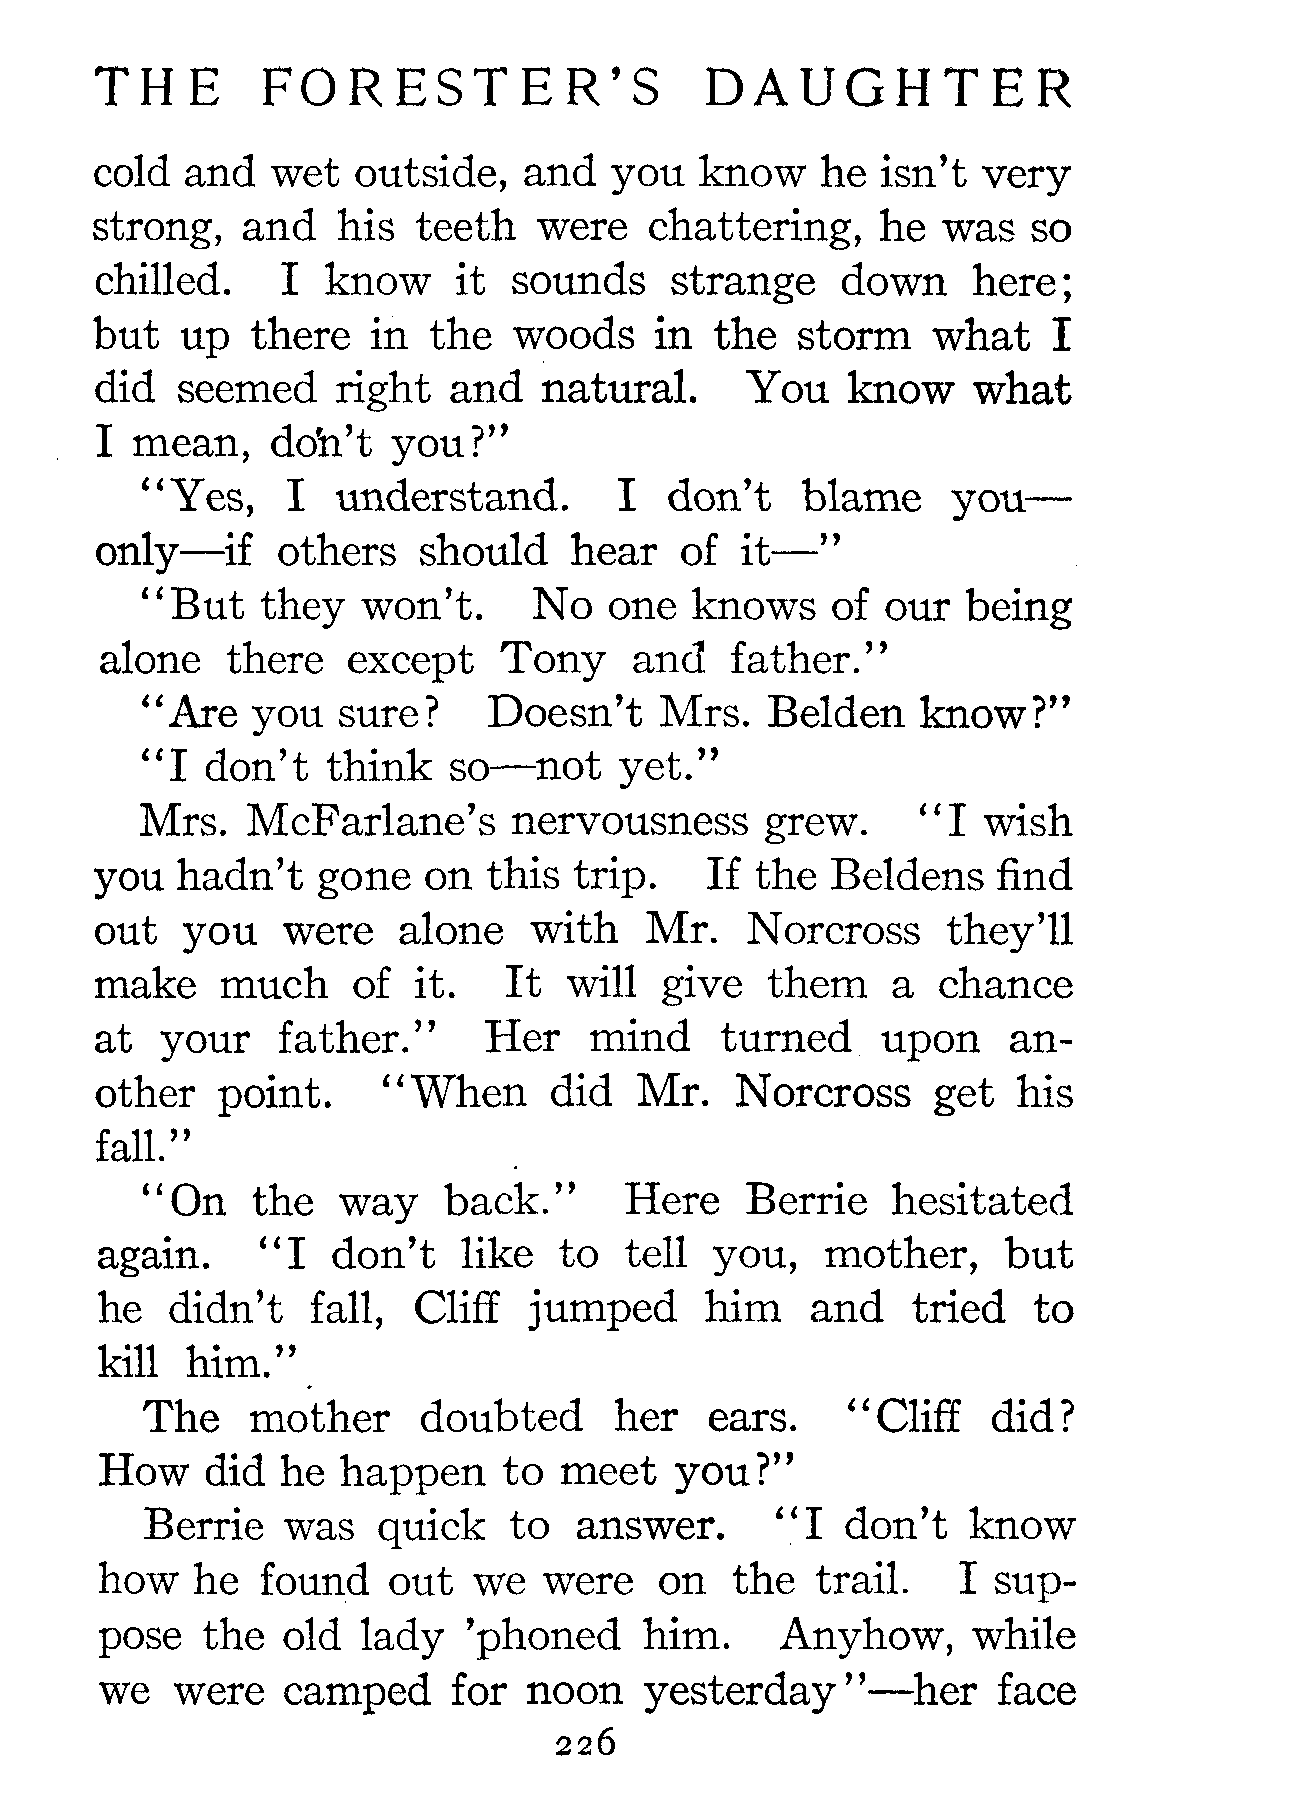 THE FORESTER'S DAUGHTER
cold and wet outside, and you know he isn't very
strong, and his teeth were chattering, he was so
chilled. I know it sounds strange down here;
but up there in the woods in the storm what I
did seemed right and natural. You know what
I mean, don't you?"
"Yes, I understand. I don't blame you—
only—if others should hear of it—"
"But they won't. No one knows of our being
alone there except Tony and father."
"Are you sure? Doesn't Mrs. Belden know?"
"I don't think so—not yet."
Mrs. McFarlane's nervousness grew. "I wish
you hadn't gone on this trip. If the Beldens find
out you were alone with Mr. Norcross they'll
make much of it. It will give them a chance
at your father." Her mind turned upon an-
other point. "When did Mr. Norcross get his
fall."
"On the way back." Here Berrie hesitated
again. "I don't like to tell you, mother, but
he didn't fall, Cliff jumped him and tried to
kill him."
The mother doubted her ears. "Cliff did?
How did he happen to meet you?"
Berrie was quick to answer. "I don't know
how he found out we were on the trail. I sup-
pose the old lady 'phoned him. Anyhow, while
we were camped for noon yesterday"—her face
226